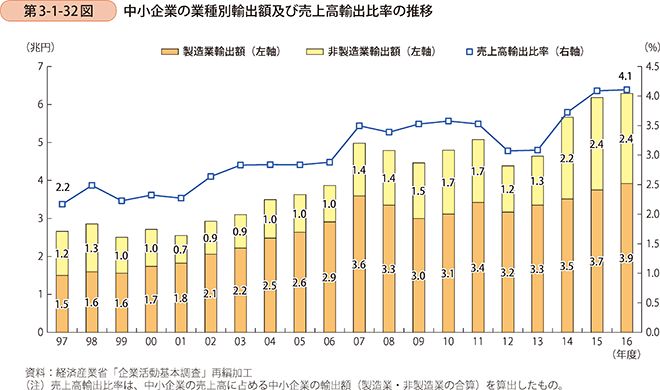 第3-1-32図 中小企業の業種別輸出額及び売上高輸出比率の推移
(兆円) 製造業輸出額（左軸） 非製造業輸出額（左軸） 売上高輸出比率（右軸） (%)
7 4.5
6 4.0
5 3.5
4 3.0
3 2.5
2 2.0
1 1.5
0 1.0
0.5
0.0
2.2 4.1
1.2 1.3 1.0 1.0 0.7 0.9 0.9 1.0 1.0 1.0 1.4 1.4 1.5 1.7 1.7 1.2 1.3 2.2 2.4 2.4
1.5 1.6 1.6 1.7 1.8 2.1 2.2 2.5 2.6 2.9 3.6 3.3 3.0 3.1 3.4 3.2 3.3 3.5 3.7 3.9
97 98 99 00 01 02 03 04 05 06 07 08 09 10 11 12 13 14 15 16
(年度)
資料：経済産業省「企業活動基本調査」再編加工
（注）売上高輸出比率は、中小企業の売上高に占める中小企業の輸出額（製造業・非製造業の合算）を算出したもの。